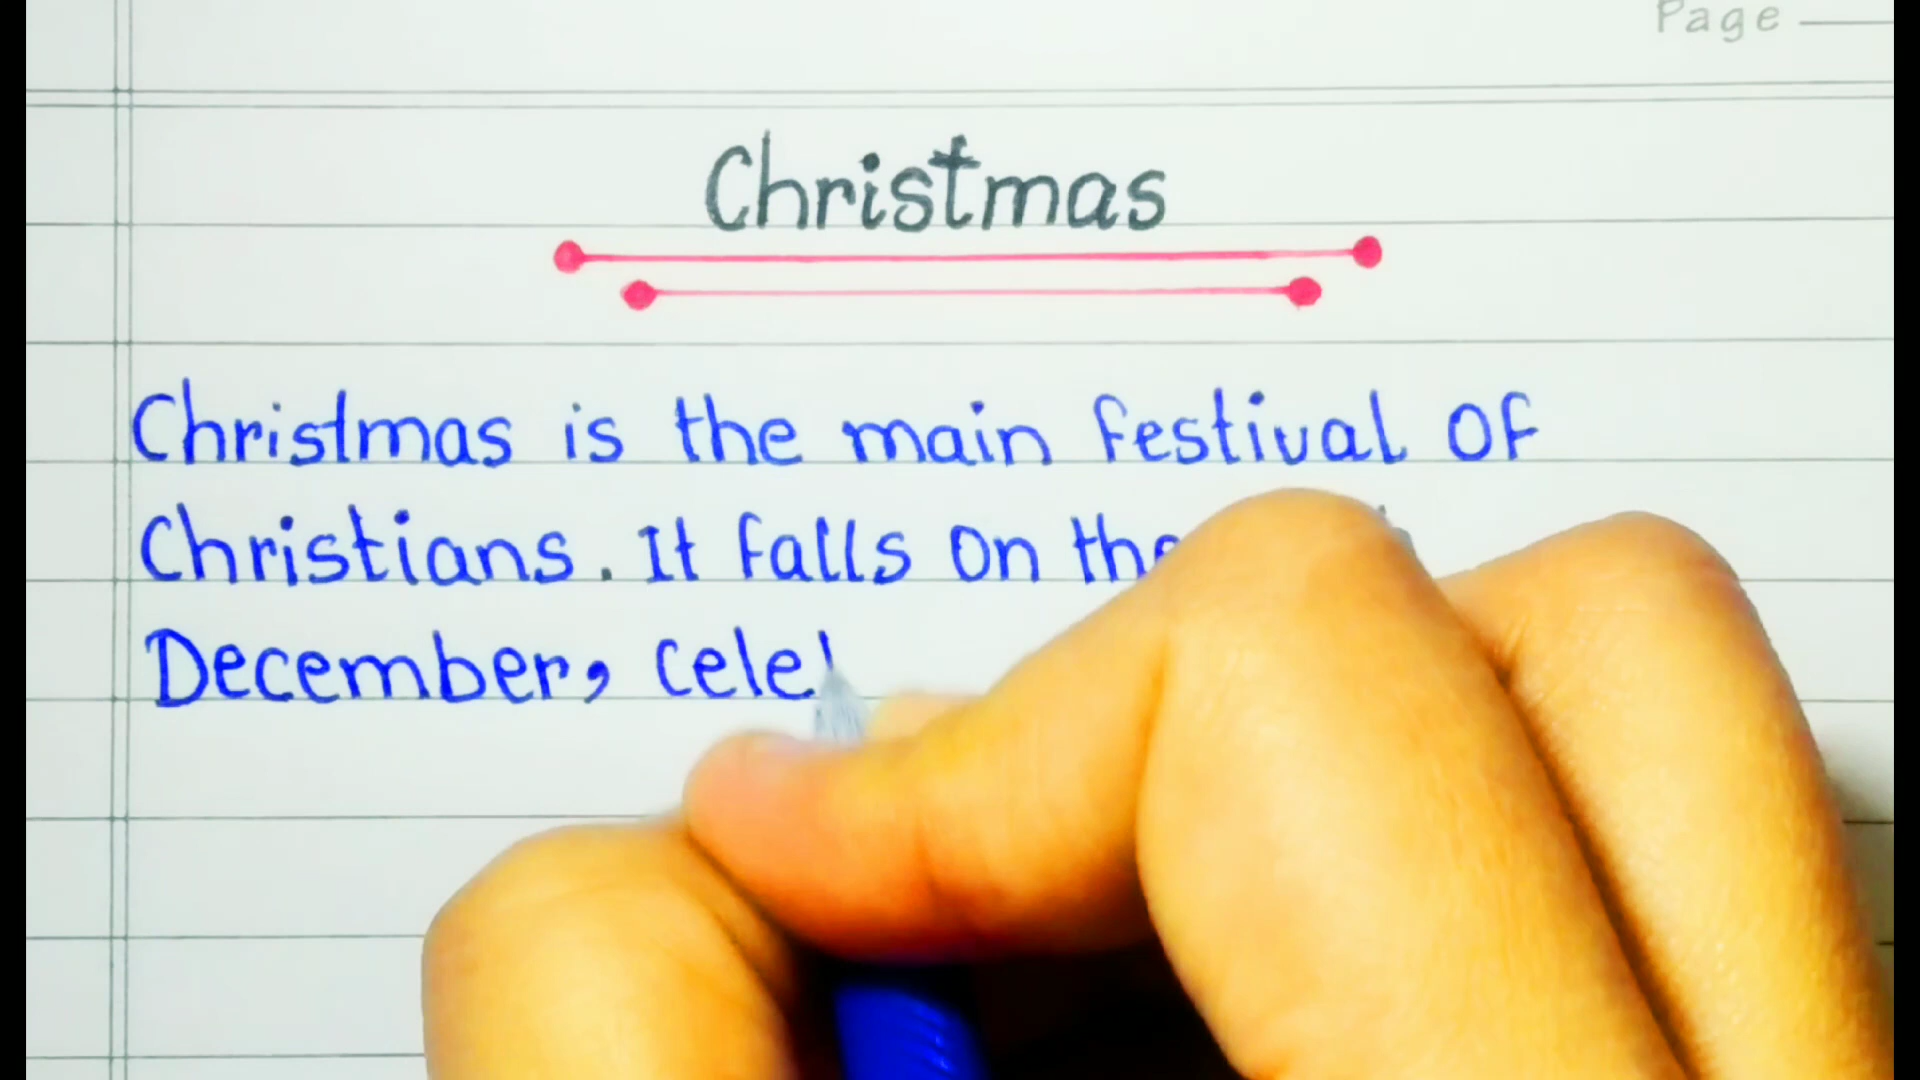 Page
Christmas
Christmas is the main festival of
Christians. It falls on the
December, cele